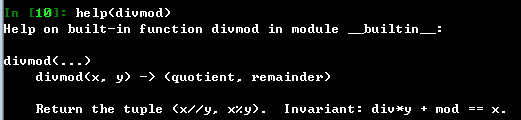 In [10]: help(divmod)
Help on built-in function divmod in module __builtin__:
divmod(...)
divmod(x, y) -> (quotient, remainder)
Return the tuple (x//y, x%y).  Invariant: div*y + mod == x.